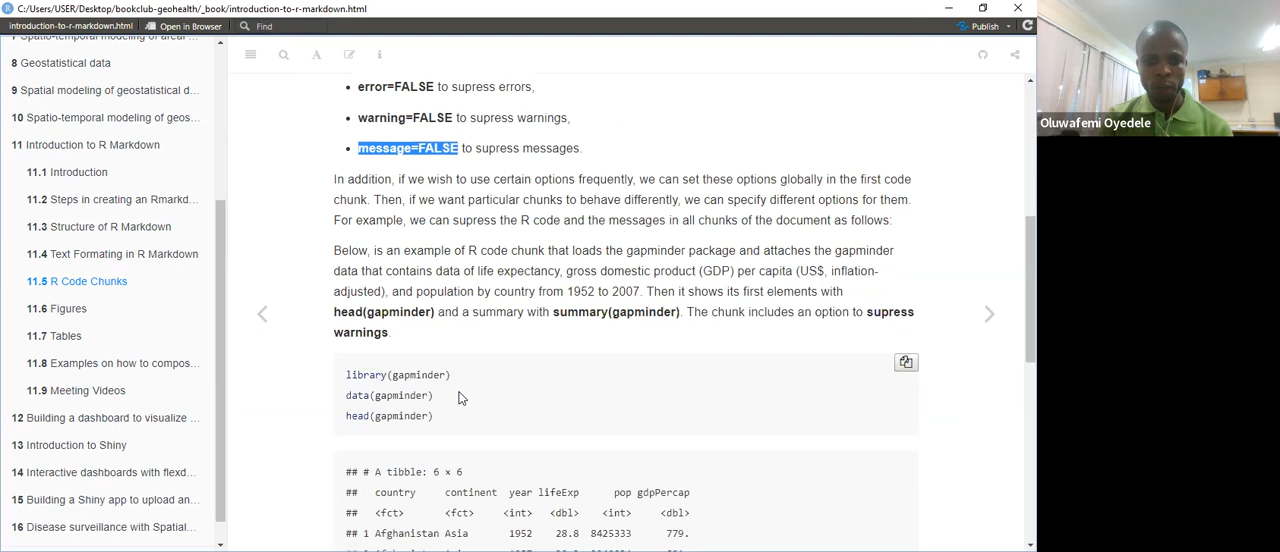 C:/Users/USER/Desktop/bookclub-geohealth/_book/introduction-to-r-markdown.html
introduction-to-r-markdown.html
Open in Browser
Find
Publish
8 Geostatistical data
9 Spatial modeling of geostatistical d...
10 Spatio-temporal modeling of geos...
11 Introduction to R Markdown
11.1 Introduction
11.2 Steps in creating an Rmarkd...
11.3 Structure of R Markdown
11.4 Text Formating in R Markdown
11.5 R Code Chunks
11.6 Figures
11.7 Tables
11.8 Examples on how to compos...
11.9 Meeting Videos
12 Building a dashboard to visualize ...
13 Introduction to Shiny
14 Interactive dashboards with flexd...
15 Building a Shiny app to upload an...
16 Disease surveillance with Spatial...
error=FALSE to supress errors,
warning=FALSE to supress warnings,
message=FALSE to supress messages.
In addition, if we wish to use certain options frequently, we can set these options globally in the first code
chunk. Then, if we want particular chunks to behave differently, we can specify different options for them.
For example, we can supress the R code and the messages in all chunks of the document as follows:
Below, is an example of R code chunk that loads the gapminder package and attaches the gapminder
data that contains data of life expectancy, gross domestic product (GDP) per capita (US$, inflation-
adjusted), and population by country from 1952 to 2007. Then it shows its first elements with
head(gapminder) and a summary with summary(gapminder). The chunk includes an option to supress
warnings.
library(gapminder)
data(gapminder)
head(gapminder)
## # A tibble: 6 × 6
## country continent year lifeExp pop gdpPercap
## <fct> <fct> <int> <dbl> <int> <dbl>
## 1 Afghanistan Asia 1952 28.8 8425333 779.
Oluwafemi Oyedele